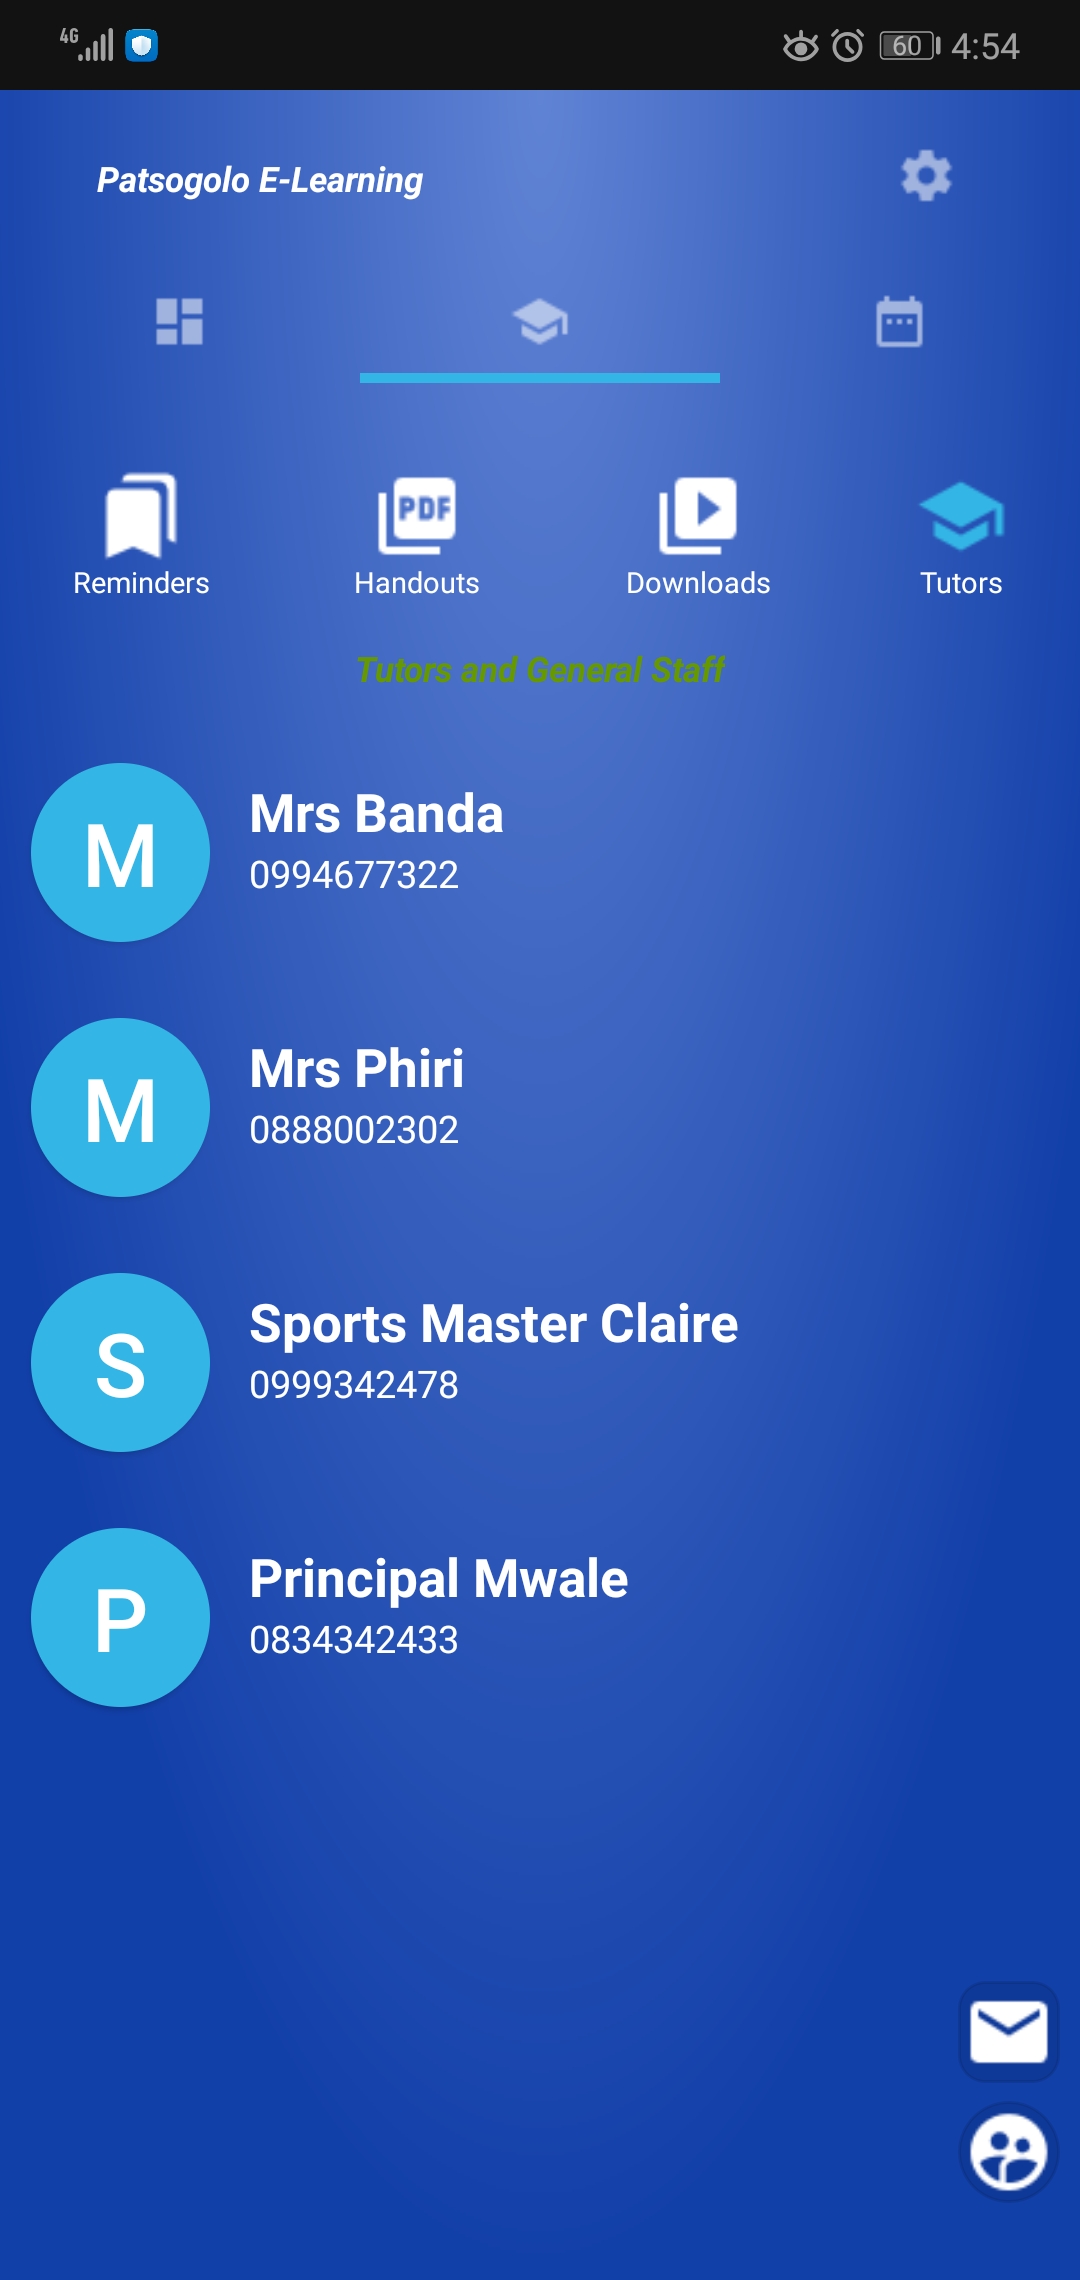 4G 60 4:54
Patsogolo E-Learning
PDF
Reminders Handouts Downloads Tutors
Tutors and General Staff
M Mrs Banda
0994677322
M Mrs Phiri
0888002302
S Sports Master Claire
0999342478
P Principal Mwale
0834342433